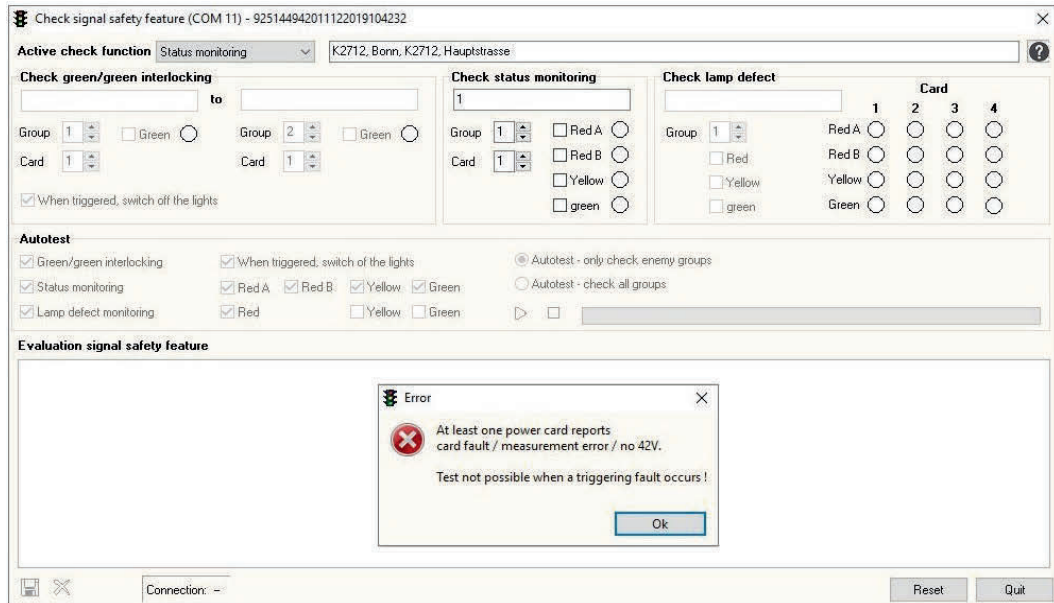 Check signal safety feature (COM 11) - 925144942011122019104232
Active check function Status monitoring K2712, Bonn, K2712, Hauptstrasse ?
Check green/green interlocking
to
Group 1 Green Group 2 Green
Card 1 Card 1
When triggered, switch off the lights
Check status monitoring
1
Group 1 Red A
Card 1 Red B
Yellow
green
Check lamp defect
Card
1 2 3 4
Group 1 Red A
Red Red B
Yellow Yellow
green Green
Autotest
Green/green interlocking When triggered, switch of the lights Autotest - only check enemy groups
Status monitoring Red A Red B Yellow Green Autotest - check all groups
Lamp defect monitoring Red Yellow Green
Evaluation signal safety feature
Error
At least one power card reports
card fault / measurement error / no 42V.
Test not possible when a triggering fault occurs !
Ok
Connection: – Reset Quit